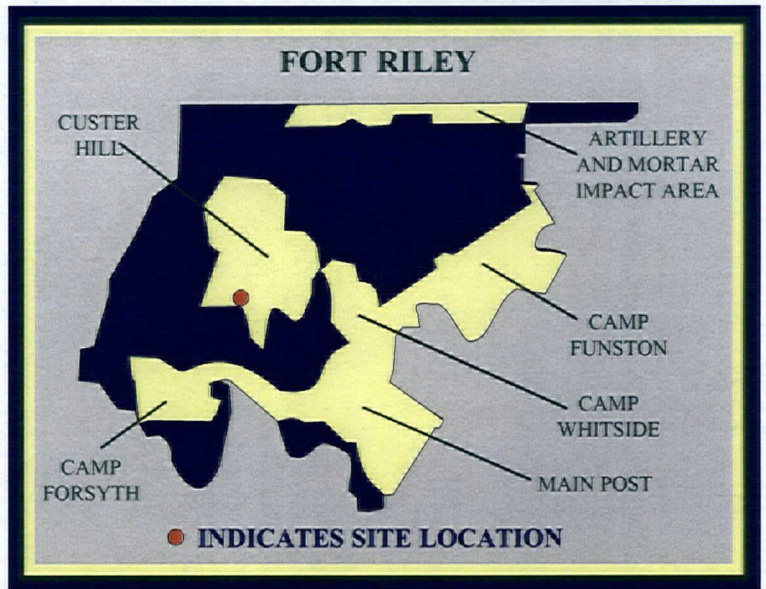 FORT RILEY
CUSTER
HILL
ARTILLERY
AND MORTAR
IMPACT AREA
CAMP
FUNSTON
CAMP
WHITSIDE
CAMP
FORSYTH
MAIN POST
INDICATES SITE LOCATION